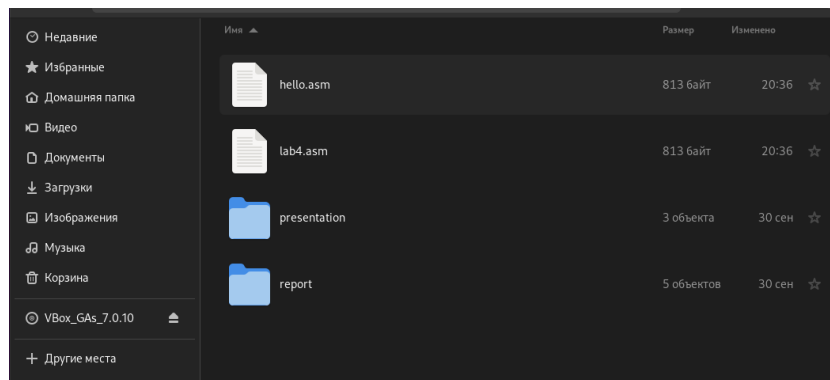 Недавние
Избранные
Домашняя папка
Видео
Документы
Загрузки
Изображения
Музыка
Корзина
VBox_GAs_7.0.10
Другие места
Имя Размер Изменено
hello.asm 813 байт 20:36
lab4.asm 813 байт 20:36
presentation 3 объекта 30 сен
report 5 объектов 30 сен